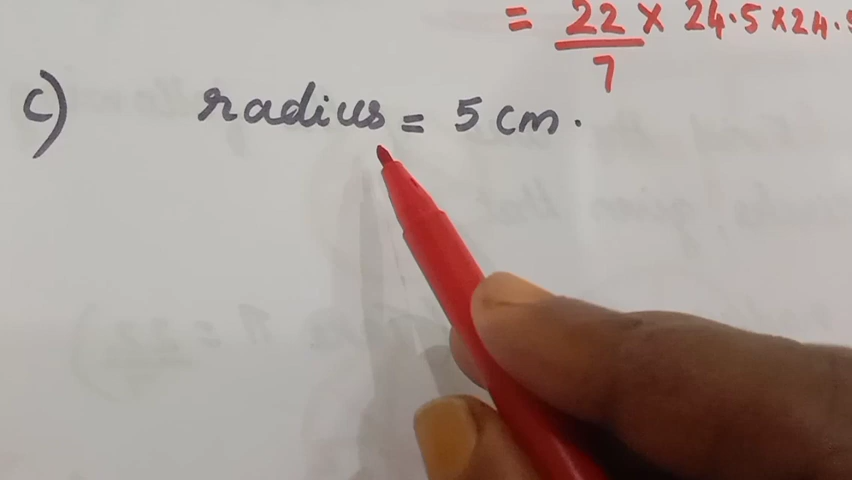 = 22/7 × 24.5 × 24.
c) radius = 5 cm.